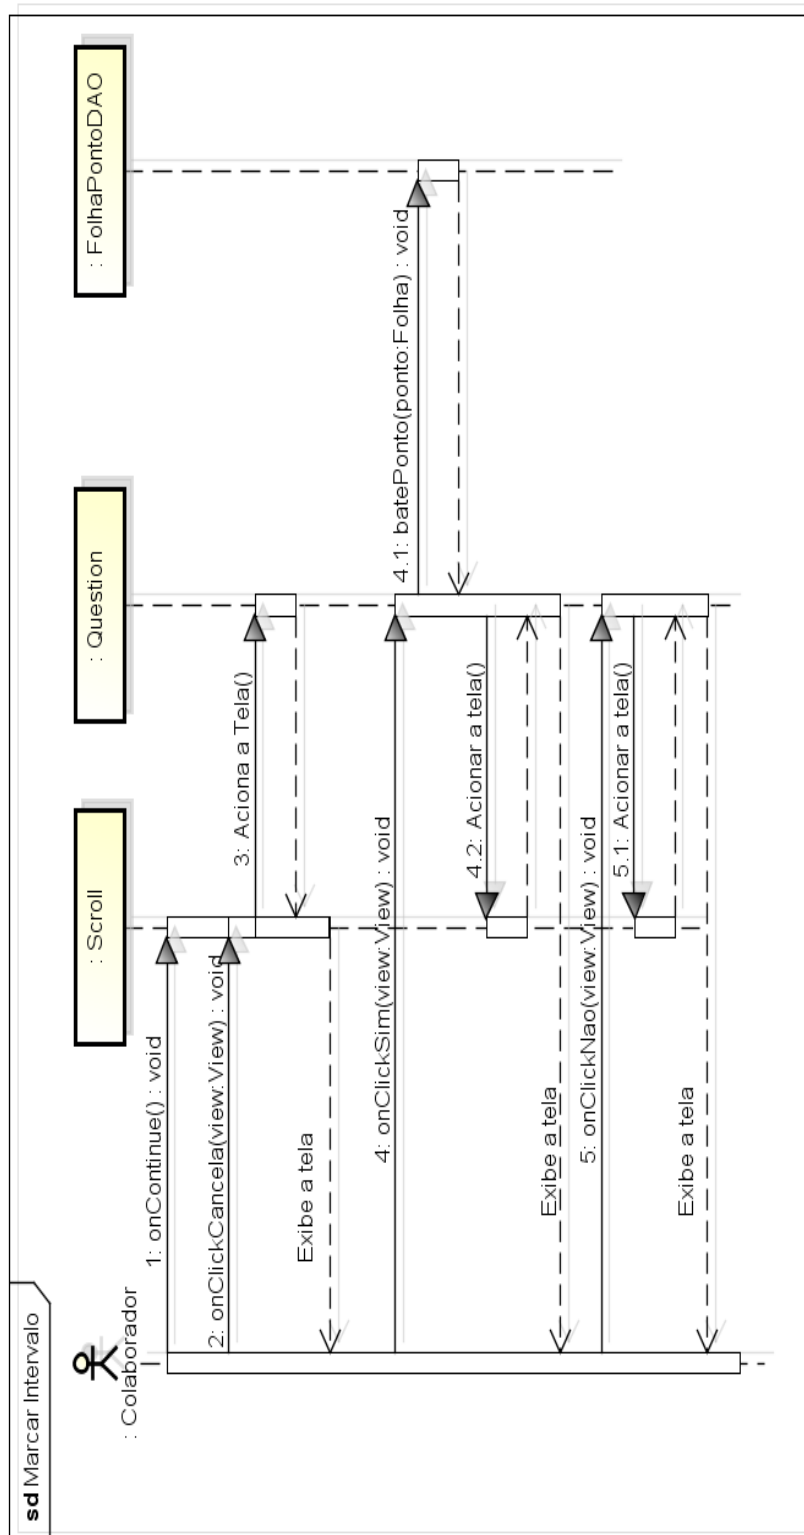 sd Marcar Intervalo
: Colaborador
: Scroll
: Question
: FolhaPontoDAO
1: onContinue() : void
2: onClickCancela(view:View) : void
3: Aciona a Tela()
Exibe a tela
4: onClickSim(view:View) : void
4.1: batePonto(ponto:Folha) : void
4.2: Acionar a tela()
Exibe a tela
5: onClickNao(view:View) : void
5.1: Acionar a tela()
Exibe a tela